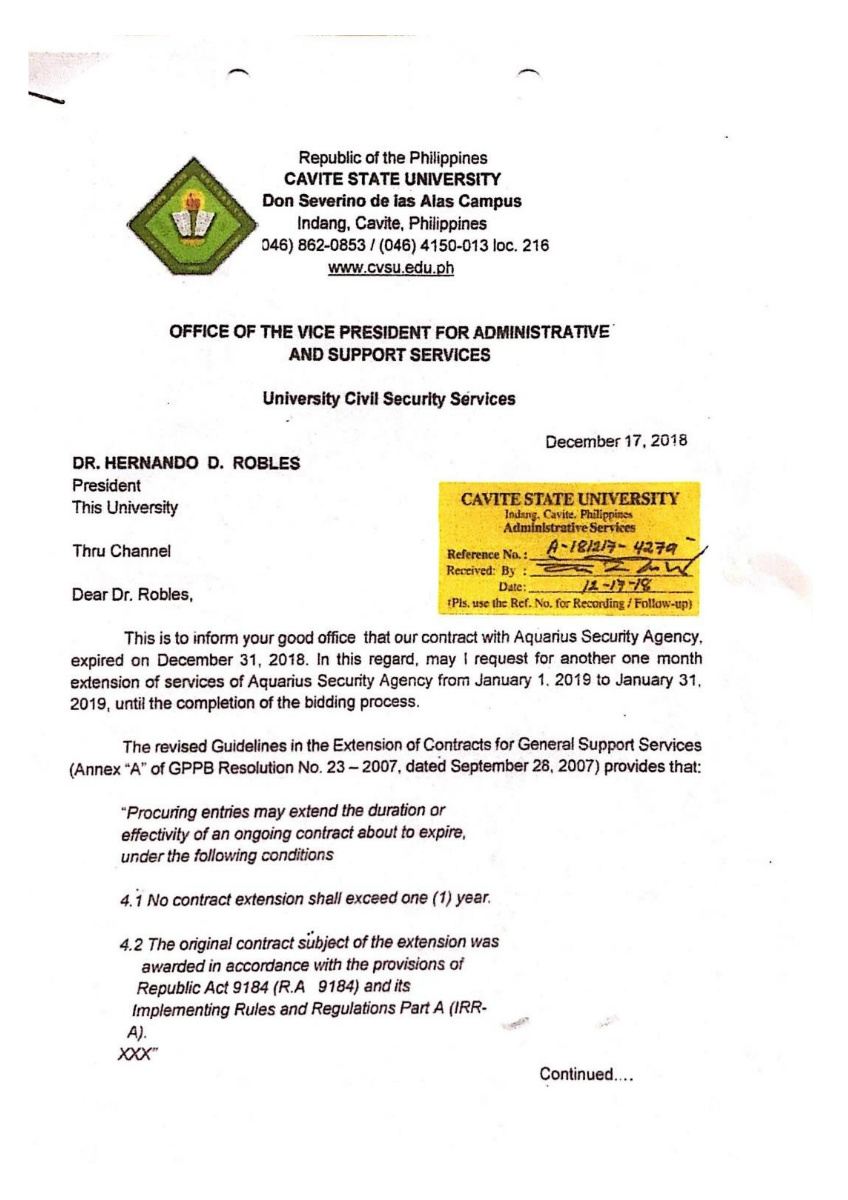 Republic of the Philippines
CAVITE STATE UNIVERSITY
Don Severino de las Alas Campus
Indang, Cavite, Philippines
046) 862-0853 / (046) 4150-013 loc. 216
www.cvsu.edu.ph
OFFICE OF THE VICE PRESIDENT FOR ADMINISTRATIVE
AND SUPPORT SERVICES
University Civil Security Services
December 17, 2018
DR. HERNANDO D. ROBLES
President
This University
Thru Channel
Dear Dr. Robles,
CAVITE STATE UNIVERSITY
Indang, Cavite, Philippines
Administrative Services
Reference No.: A-181217-4279
Received: By :
Date: 12-17-18
(Pls. use the Ref. No. for Recording / Follow-up)
This is to inform your good office that our contract with Aquarius Security Agency,
expired on December 31, 2018. In this regard, may I request for another one month
extension of services of Aquarius Security Agency from January 1, 2019 to January 31,
2019, until the completion of the bidding process.
The revised Guidelines in the Extension of Contracts for General Support Services
(Annex "A" of GPPB Resolution No. 23 – 2007, dated September 28, 2007) provides that:
"Procuring entries may extend the duration or
effectivity of an ongoing contract about to expire,
under the following conditions
4.1 No contract extension shall exceed one (1) year.
4.2 The original contract subject of the extension was
awarded in accordance with the provisions of
Republic Act 9184 (R.A 9184) and its
Implementing Rules and Regulations Part A (IRR-
A).
XXX"
Continued....